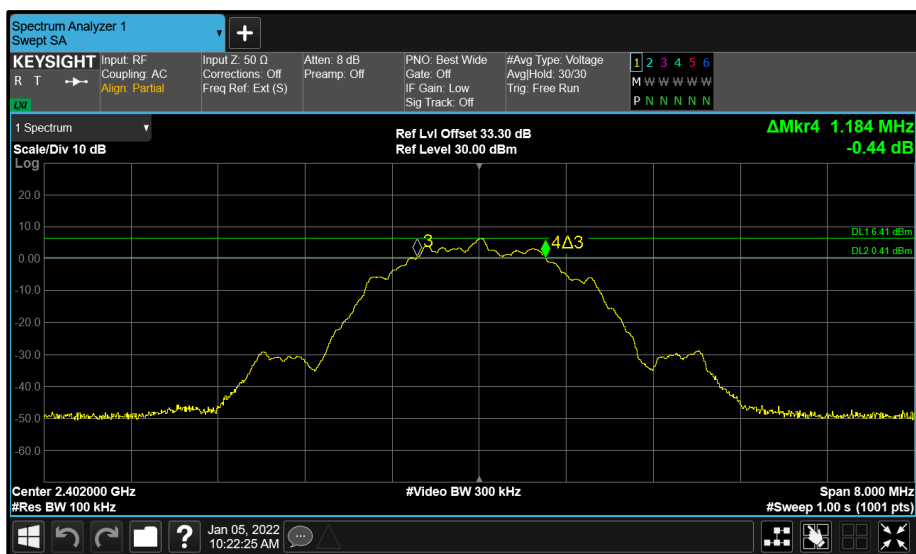 Spectrum Analyzer 1
Swept SA
+
KEYSIGHT
R T
LXI
Input: RF
Coupling: AC
Align: Partial
Input Z: 50 Ω
Corrections: Off
Freq Ref: Ext (S)
Atten: 8 dB
Preamp: Off
PNO: Best Wide
Gate: Off
IF Gain: Low
Sig Track: Off
#Avg Type: Voltage
Avg|Hold: 30/30
Trig: Free Run
1 2 3 4 5 6
M W W W W W
P N N N N N
1 Spectrum
Scale/Div 10 dB
Log
Ref Lvl Offset 33.30 dB
Ref Level 30.00 dBm
ΔMkr4 1.184 MHz
-0.44 dB
20.0
10.0
0.00
-10.0
-20.0
-30.0
-40.0
-50.0
-60.0
3
4Δ3
DL1 6.41 dBm
DL2 0.41 dBm
Center 2.402000 GHz
#Res BW 100 kHz
#Video BW 300 kHz
Span 8.000 MHz
#Sweep 1.00 s (1001 pts)
?
Jan 05, 2022
10:22:25 AM